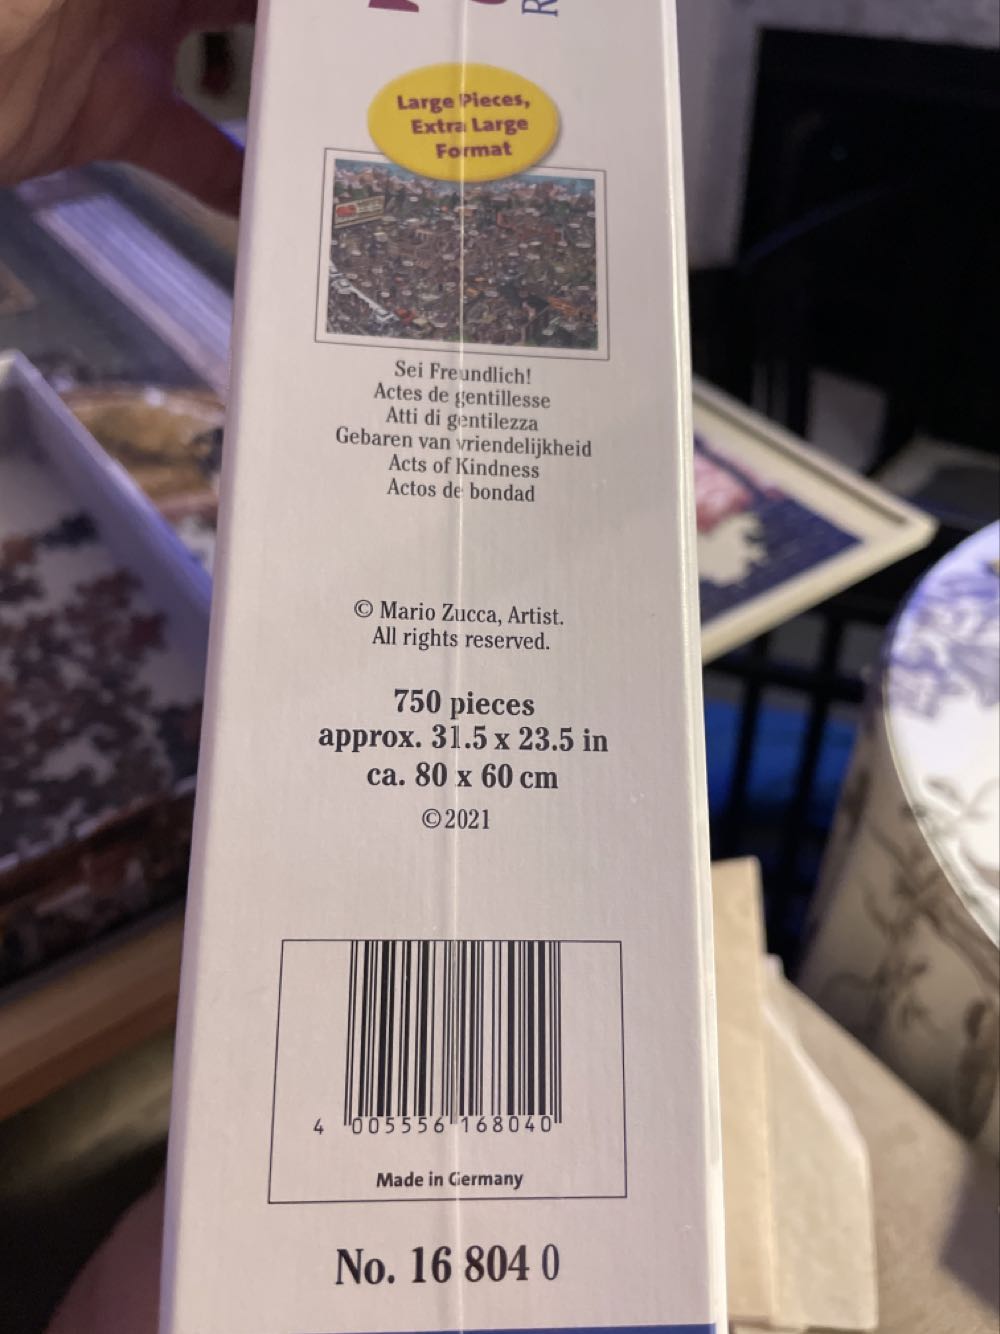 Large Pieces,
Extra Large
Format
Sei Freundlich!
Actes de gentillesse
Atti di gentilezza
Gebaren van vriendelijkheid
Acts of Kindness
Actos de bondad
© Mario Zucca, Artist.
All rights reserved.
750 pieces
approx. 31.5 x 23.5 in
ca. 80 x 60 cm
©2021
4 005556 168040
Made in Germany
No. 16 804 0